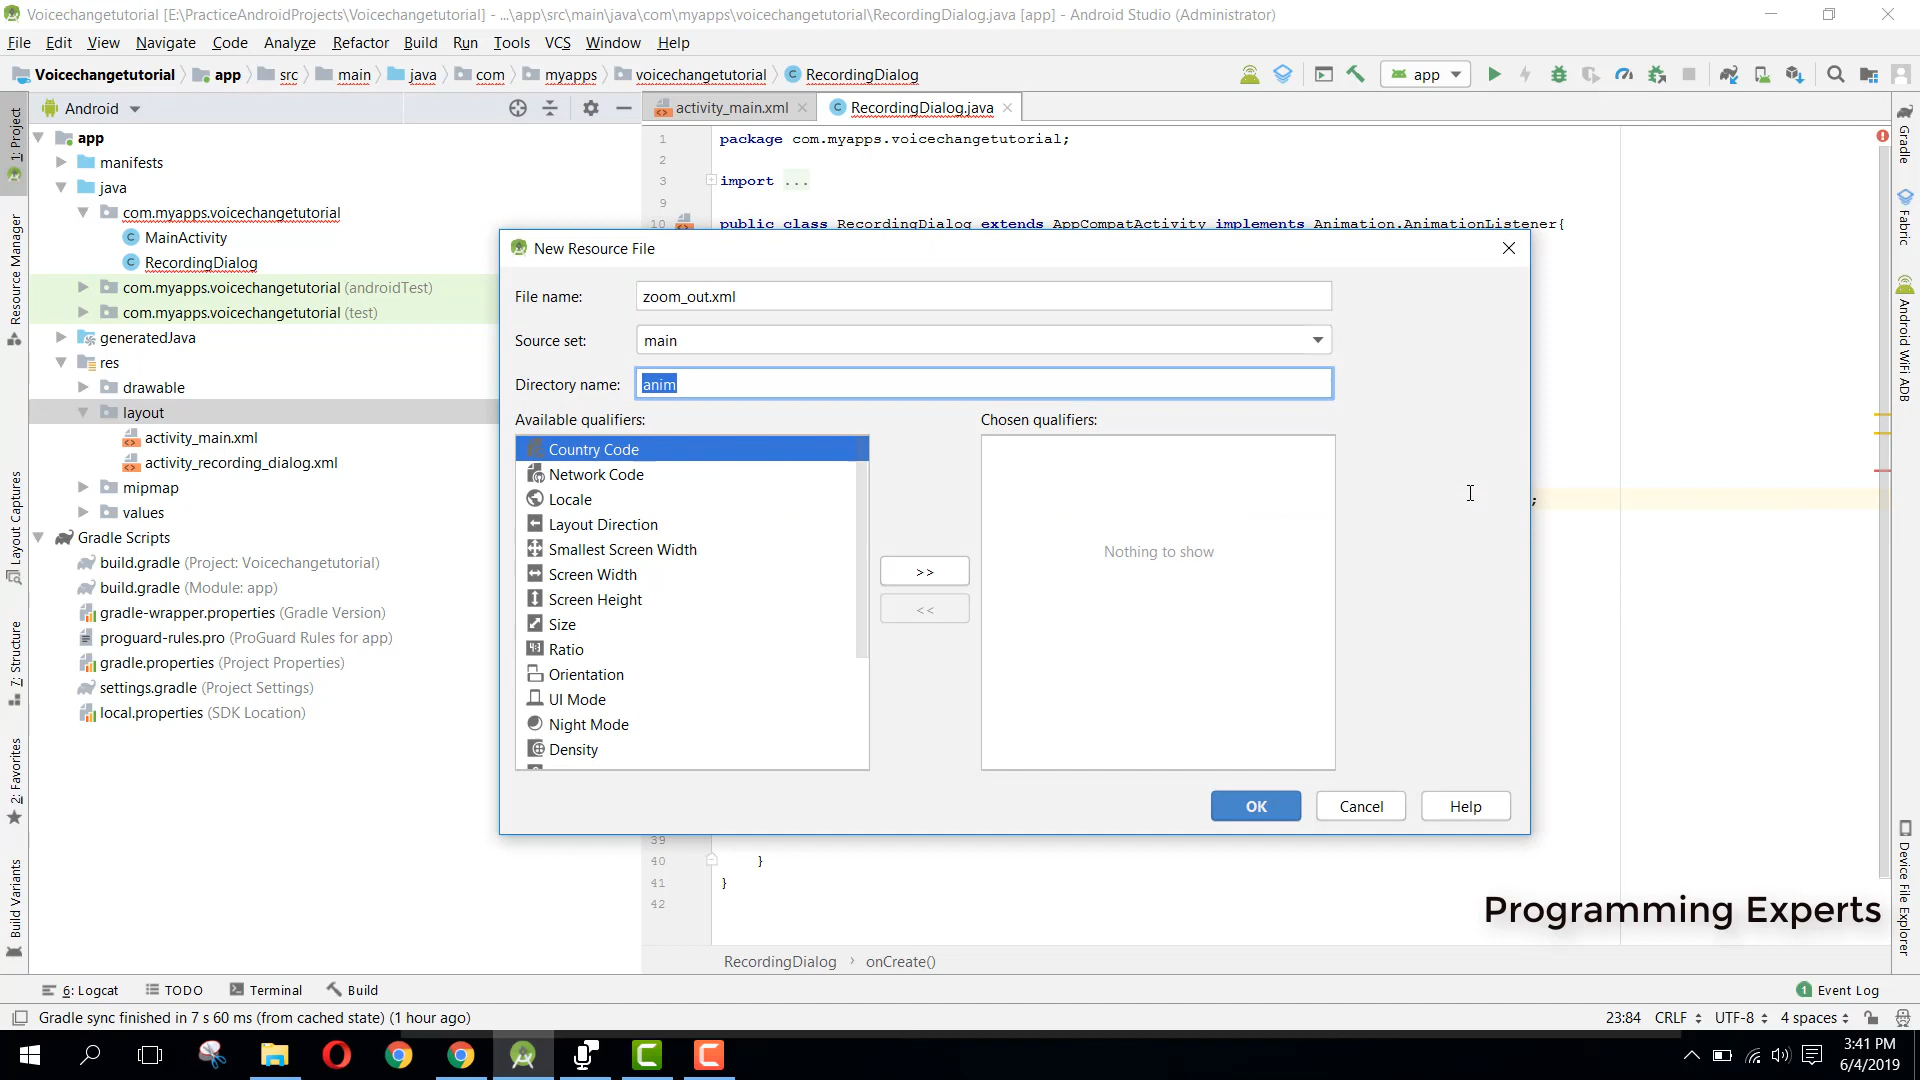 Voicechangetutorial [E:\PracticeAndroidProjects\Voicechangetutorial] - ...\app\src\main\java\com\myapps\voicechangetutorial\RecordingDialog.java [app] - Android Studio (Administrator)
File Edit View Navigate Code Analyze Refactor Build Run Tools VCS Window Help
Voicechangetutorial app src main java com myapps voicechangetutorial RecordingDialog app
Android
activity_main.xml RecordingDialog.java
1: Project
Resource Manager
Layout Captures
7: Structure
2: Favorites
Build Variants
app
manifests
java
com.myapps.voicechangetutorial
MainActivity
RecordingDialog
com.myapps.voicechangetutorial (androidTest)
com.myapps.voicechangetutorial (test)
generatedJava
res
drawable
layout
activity_main.xml
activity_recording_dialog.xml
mipmap
values
Gradle Scripts
build.gradle (Project: Voicechangetutorial)
build.gradle (Module: app)
gradle-wrapper.properties (Gradle Version)
proguard-rules.pro (ProGuard Rules for app)
gradle.properties (Project Properties)
settings.gradle (Project Settings)
local.properties (SDK Location)
1 package com.myapps.voicechangetutorial;
2
3 import ...
9
10 public class RecordingDialog extends AppCompatActivity implements Animation.AnimationListener{
;
New Resource File
File name: zoom_out.xml
Source set: main
Directory name: anim
Available qualifiers:
Country Code
Network Code
Locale
Layout Direction
Smallest Screen Width
Screen Width
Screen Height
Size
Ratio
Orientation
UI Mode
Night Mode
Density
>>
<<
Chosen qualifiers:
Nothing to show
OK Cancel Help
39
40 }
41 }
42
RecordingDialog › onCreate()
Programming Experts
Gradle
Fabric
Android WiFi ADB
Device File Explorer
6: Logcat TODO Terminal Build
1 Event Log
Gradle sync finished in 7 s 60 ms (from cached state) (1 hour ago)
23:84 CRLF UTF-8 4 spaces
3:41 PM
6/4/2019